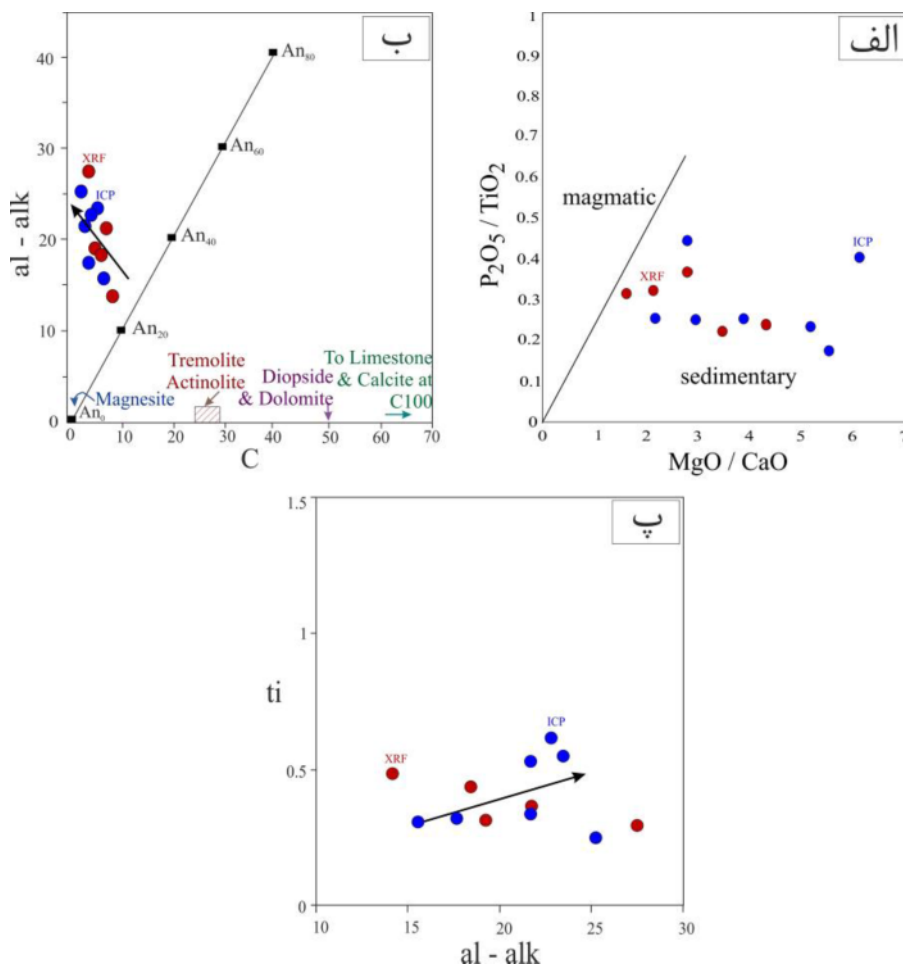 ب
40
30
20
10
0
al - alk
XRF
ICP
An80
An60
An40
An20
An0
Magnesite
Tremolite
Actinolite
Diopside
& Dolomite
To Limestone
& Calcite at
C100
0 10 20 30 40 50 60 70
C
الف
1
0.9
0.8
0.7
0.6
0.5
0.4
0.3
0.2
0.1
0
P2O5 / TiO2
magmatic
XRF
ICP
sedimentary
0 1 2 3 4 5 6 7
MgO / CaO
پ
1.5
1
0.5
0
ti
XRF
ICP
10 15 20 25 30
al - alk